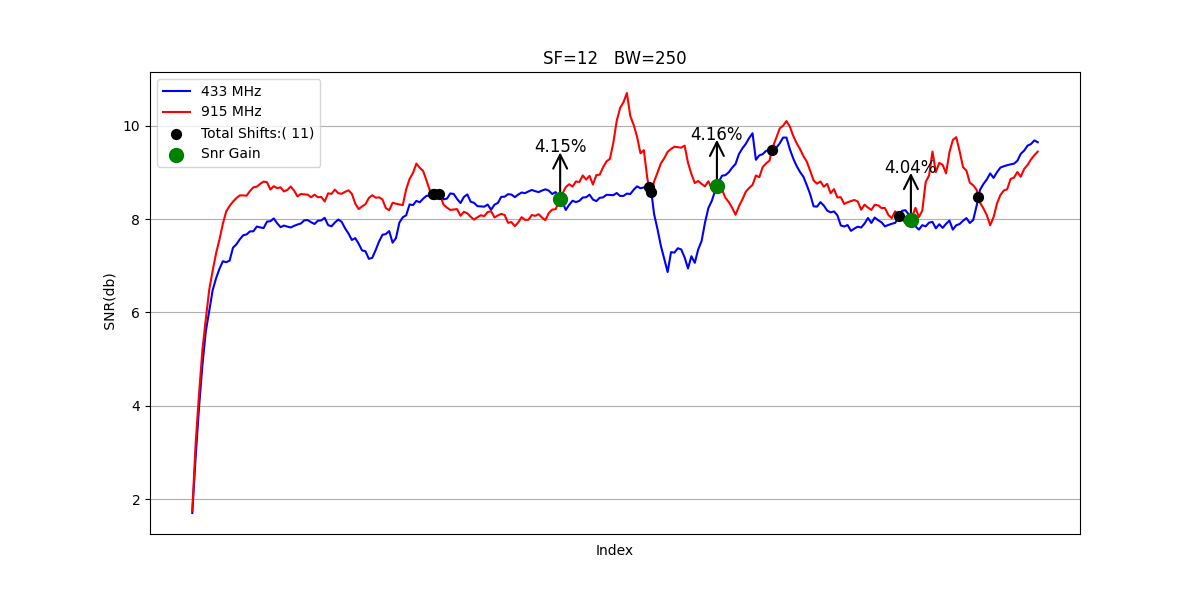 SF=12   BW=250
433 MHz
915 MHz
Total Shifts:( 11)
Snr Gain
4.15%
4.16%
4.04%
10
8
6
4
2
SNR(db)
Index